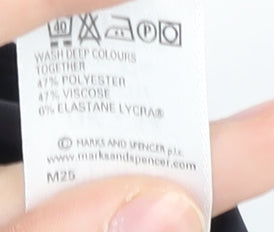 40 P
WASH DEEP COLOURS
TOGETHER
47% POLYESTER
47% VISCOSE
6% ELASTANE LYCRA®
© MARKS AND SPENCER p.l.c.
www.marksandspencer.com
M25